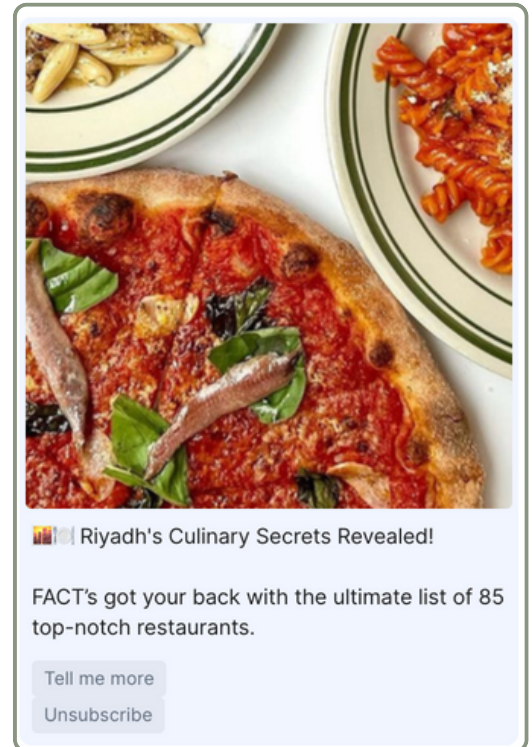 🌇🍽️ Riyadh's Culinary Secrets Revealed!
FACT’s got your back with the ultimate list of 85
top-notch restaurants.
Tell me more
Unsubscribe